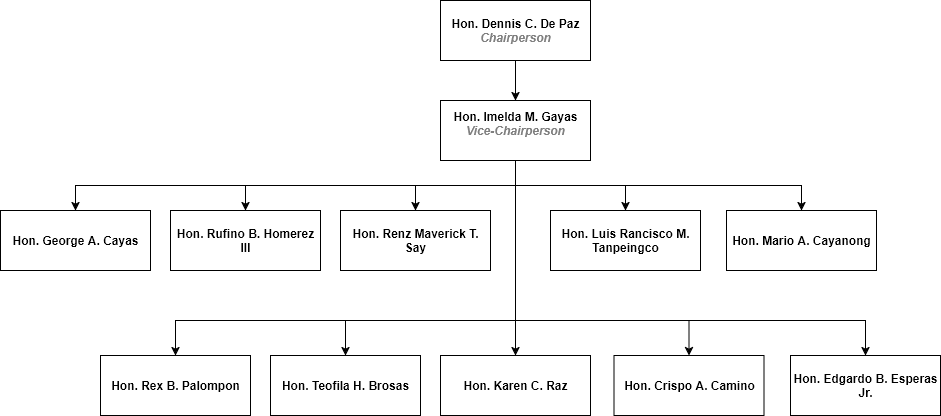 Hon. Dennis C. De Paz
Chairperson
Hon. Imelda M. Gayas
Vice-Chairperson
Hon. George A. Cayas
Hon. Rufino B. Homerez
III
Hon. Renz Maverick T.
Say
Hon. Luis Rancisco M.
Tanpeingco
Hon. Mario A. Cayanong
Hon. Rex B. Palompon
Hon. Teofila H. Brosas
Hon. Karen C. Raz
Hon. Crispo A. Camino
Hon. Edgardo B. Esperas
Jr.